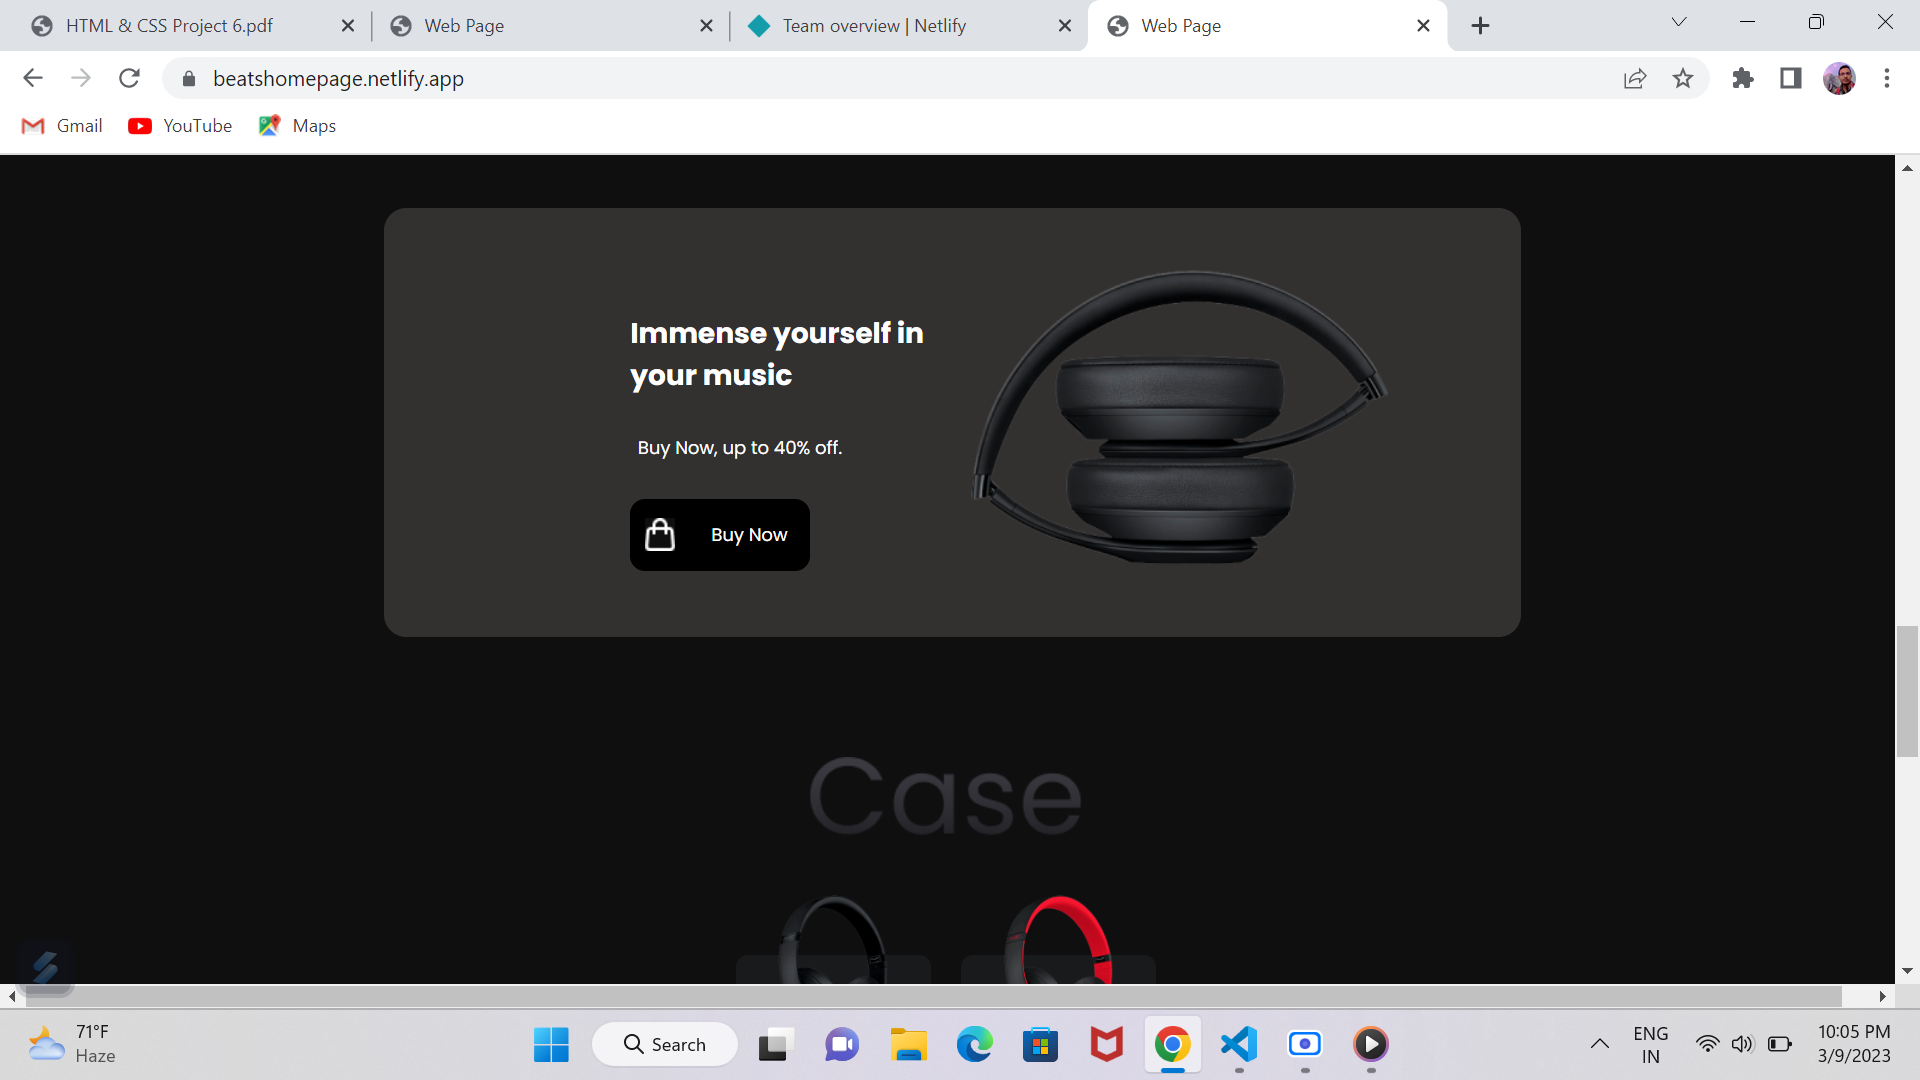 HTML & CSS Project 6.pdf
Web Page
Team overview | Netlify
Web Page
beatshomepage.netlify.app
Gmail
YouTube
Maps
Immense yourself in
your music
Buy Now, up to 40% off.
Buy Now
Case
71°F
Haze
Search
ENG
IN
10:05 PM
3/9/2023